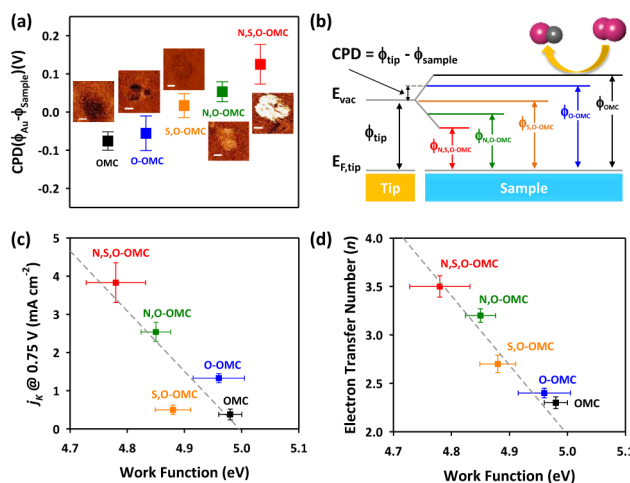 (a)
CPD(ϕAu-ϕSample)(V)
0.2
0.1
0.0
-0.1
-0.2
N,S,O-OMC
N,O-OMC
S,O-OMC
OMC
O-OMC
(b)
CPD = ϕtip - ϕsample
Evac
ϕtip
EF,tip
ϕN,S,O-OMC
ϕN,O-OMC
ϕS,O-OMC
ϕO-OMC
ϕOMC
Tip
Sample
(c)
jK @ 0.75 V (mA cm-2)
5
4
3
2
1
0
N,S,O-OMC
N,O-OMC
O-OMC
S,O-OMC
OMC
4.7 4.8 4.9 5.0 5.1
Work Function (eV)
(d)
Electron Transfer Number (n)
4.0
3.5
3.0
2.5
2.0
N,S,O-OMC
N,O-OMC
S,O-OMC
O-OMC
OMC
4.7 4.8 4.9 5.0 5.1
Work Function (eV)